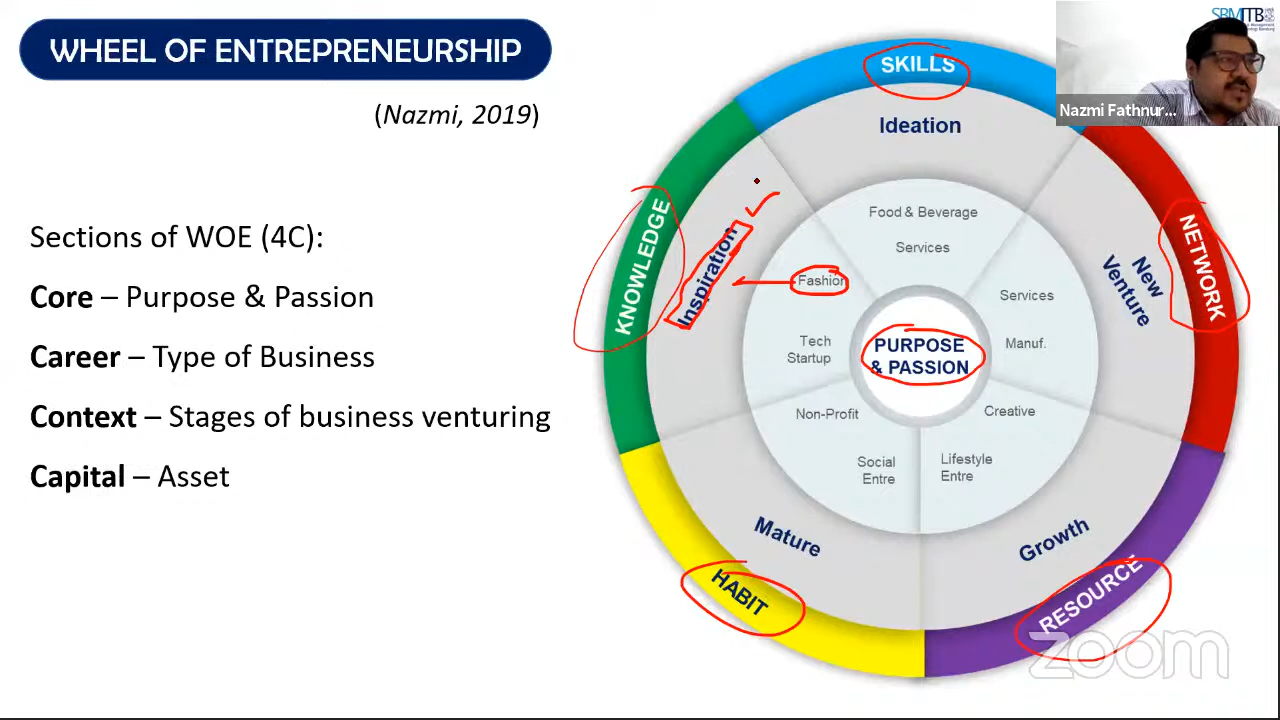 WHEEL OF ENTREPRENEURSHIP
(Nazmi, 2019)
Sections of WOE (4C):
Core – Purpose & Passion
Career – Type of Business
Context – Stages of business venturing
Capital – Asset
SKILLS
Ideation
KNOWLEDGE
Inspiration
NETWORK
New
Venture
Food & Beverage
Services
Fashion
Tech
Startup
Services
Manuf.
PURPOSE
& PASSION
Non-Profit
Creative
Social
Entre
Lifestyle
Entre
Mature
Growth
HABIT
RESOURCE
SBM ITB
Nazmi Fathnur...
zoom